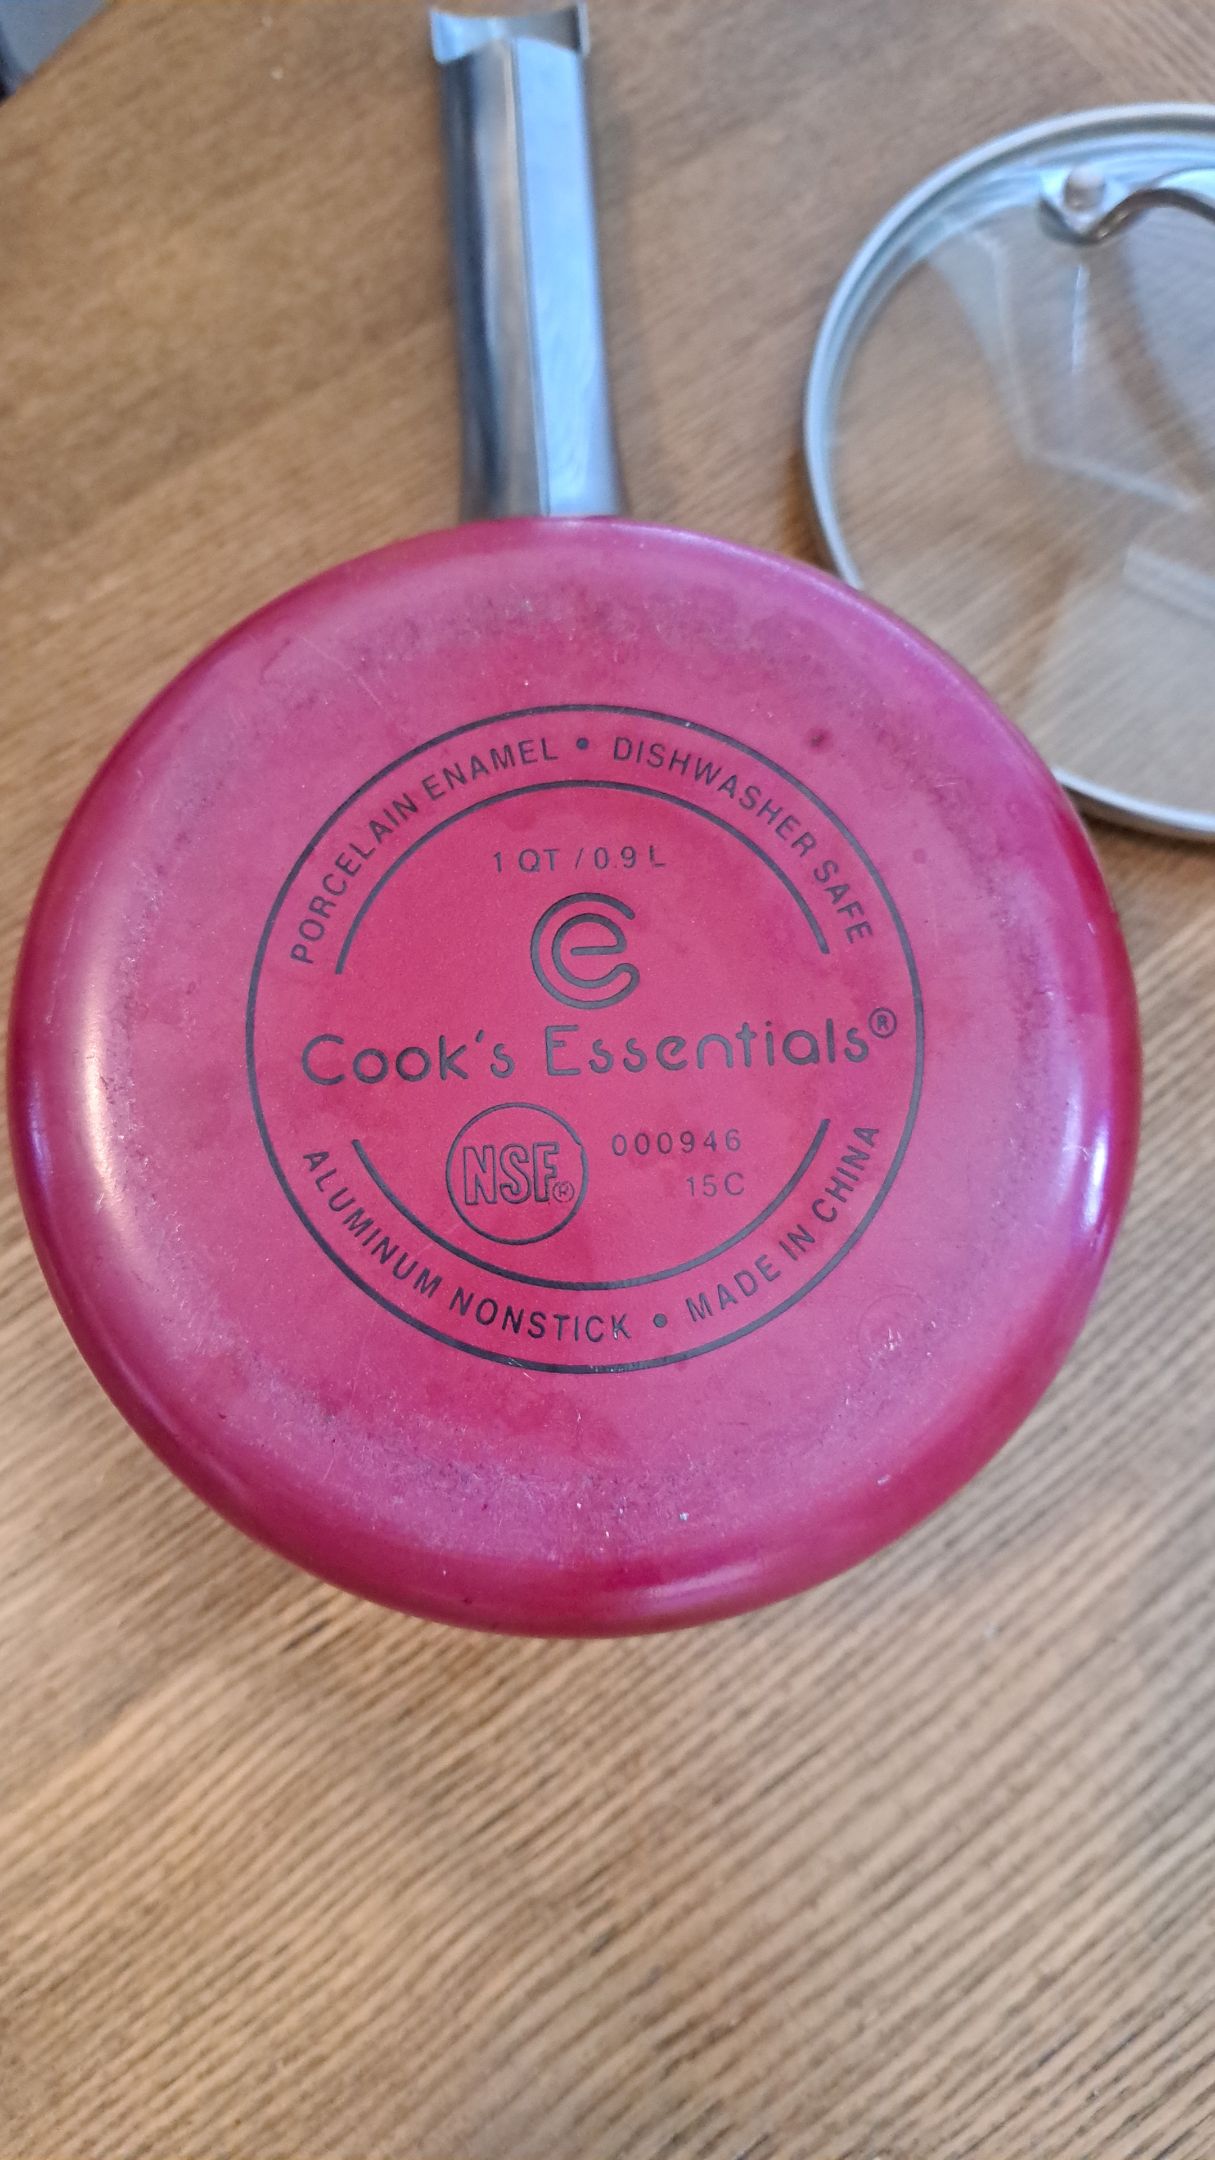 PORCELAIN ENAMEL • DISHWASHER SAFE
1 QT / 0.9 L
e
Cook's Essentials®
NSF®
000946
15C
ALUMINUM NONSTICK • MADE IN CHINA